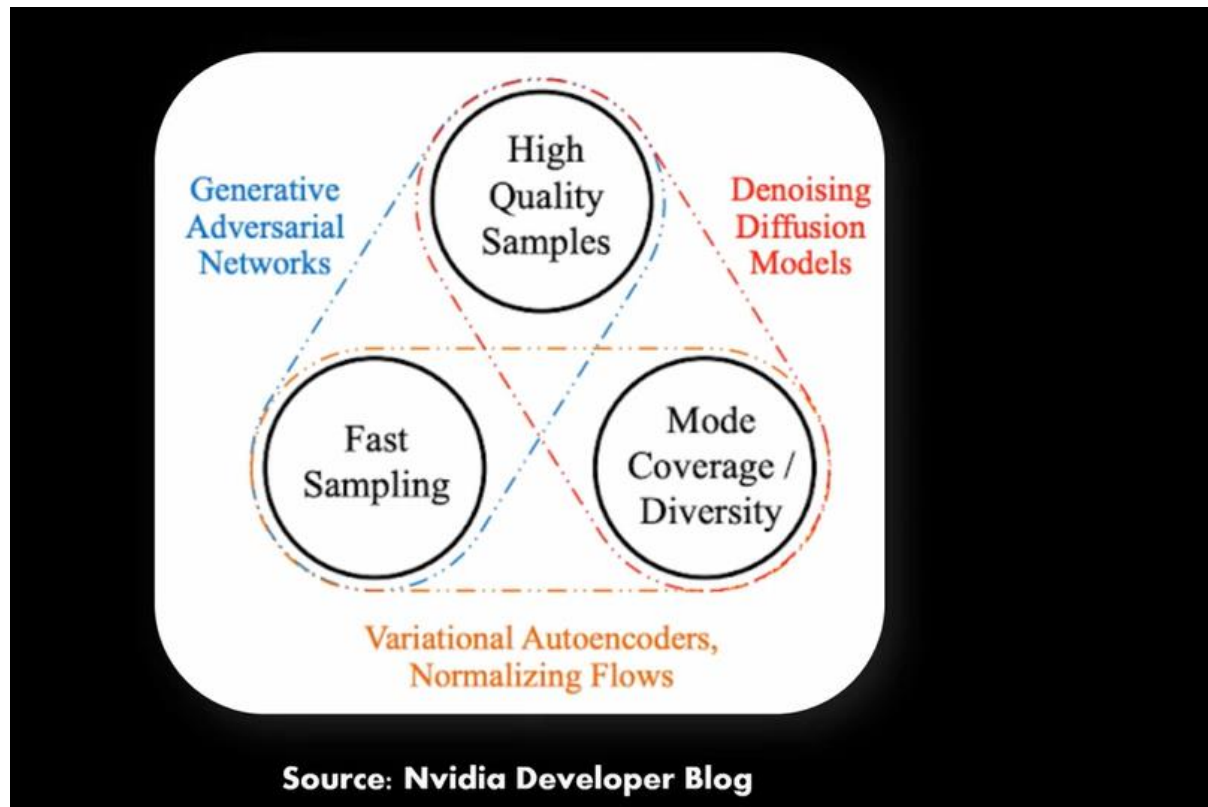 High
Quality
Samples
Generative
Adversarial
Networks
Denoising
Diffusion
Models
Fast
Sampling
Mode
Coverage /
Diversity
Variational Autoencoders,
Normalizing Flows
Source: Nvidia Developer Blog